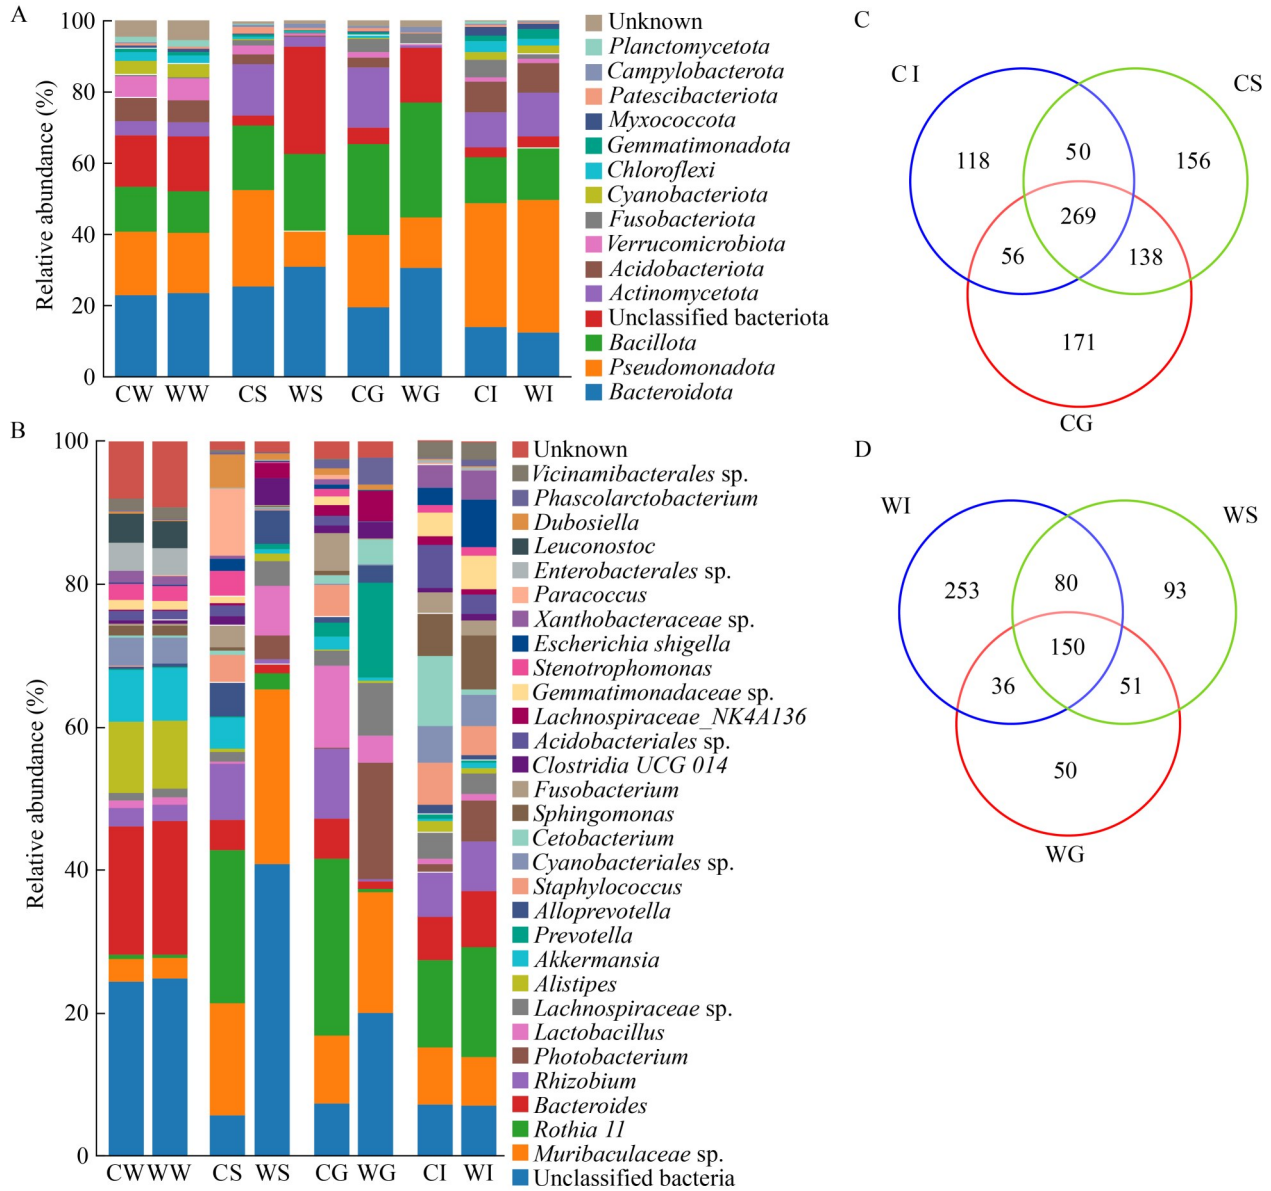 A
Relative abundance (%)
100
80
60
40
20
0
CW WW CS WS CG WG CI WI
Unknown
Planctomycetota
Campylobacterota
Patescibacteriota
Myxococcota
Gemmatimonadota
Chloroflexi
Cyanobacteriota
Fusobacteriota
Verrucomicrobiota
Acidobacteriota
Actinomycetota
Unclassified bacteriota
Bacillota
Pseudomonadota
Bacteroidota
B
Relative abundance (%)
100
80
60
40
20
0
CW WW CS WS CG WG CI WI
Unknown
Vicinamibacterales sp.
Phascolarctobacterium
Dubosiella
Leuconostoc
Enterobacterales sp.
Paracoccus
Xanthobacteraceae sp.
Escherichia shigella
Stenotrophomonas
Gemmatimonadaceae sp.
Lachnospiraceae_NK4A136
Acidobacteriales sp.
Clostridia UCG 014
Fusobacterium
Sphingomonas
Cetobacterium
Cyanobacteriales sp.
Staphylococcus
Alloprevotella
Prevotella
Akkermansia
Alistipes
Lachnospiraceae sp.
Lactobacillus
Photobacterium
Rhizobium
Bacteroides
Rothia 11
Muribaculaceae sp.
Unclassified bacteria
C
CI
CS
118
50
156
269
56
138
171
CG
D
WI
WS
253
80
93
150
36
51
50
WG